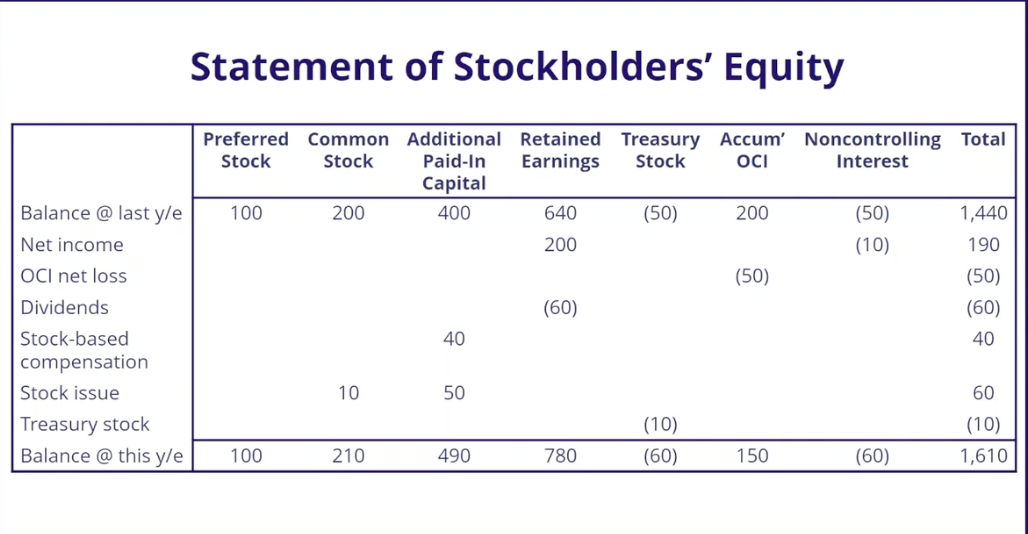 Statement of Stockholders' Equity
Preferred Common Additional Retained Treasury Accum' Noncontrolling Total
Stock Stock Paid-In Earnings Stock OCI Interest
Capital
Balance @ last y/e 100 200 400 640 (50) 200 (50) 1,440
Net income 200 (10) 190
OCI net loss (50) (50)
Dividends (60) (60)
Stock-based 40 40
compensation
Stock issue 10 50 60
Treasury stock (10) (10)
Balance @ this y/e 100 210 490 780 (60) 150 (60) 1,610